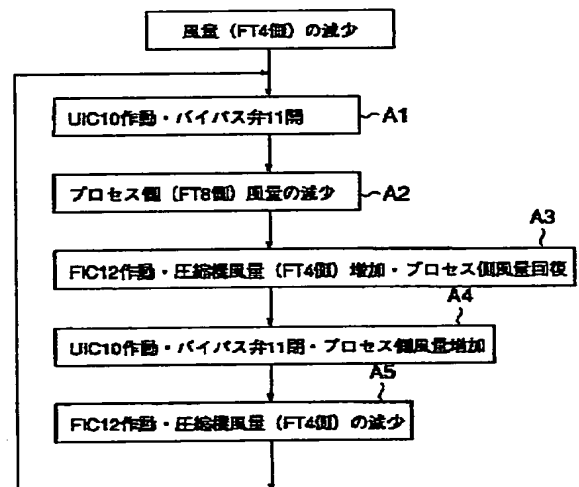 風量（FT4側）の減少
UIC10作動・バイパス弁11開
A1
プロセス側（FT8側）風量の減少
A2
A3
FIC12作動・圧縮機風量（FT4側）増加・プロセス側風量回復
A4
UIC10作動・バイパス弁11閉・プロセス側風量増加
A5
FIC12作動・圧縮機風量（FT4側）の減少